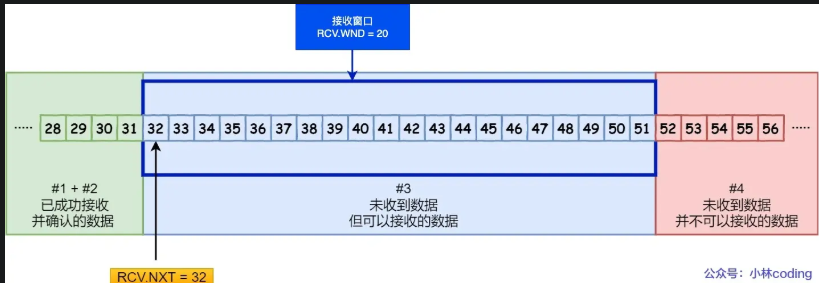 接收窗口
RCV.WND = 20
..... 28 29 30 31 32 33 34 35 36 37 38 39 40 41 42 43 44 45 46 47 48 49 50 51 52 53 54 55 56 .....
#1 + #2
已成功接收
并确认的数据
#3
未收到数据
但可以接收的数据
#4
未收到数据
并不可以接收的数据
RCV.NXT = 32
公众号：小林coding